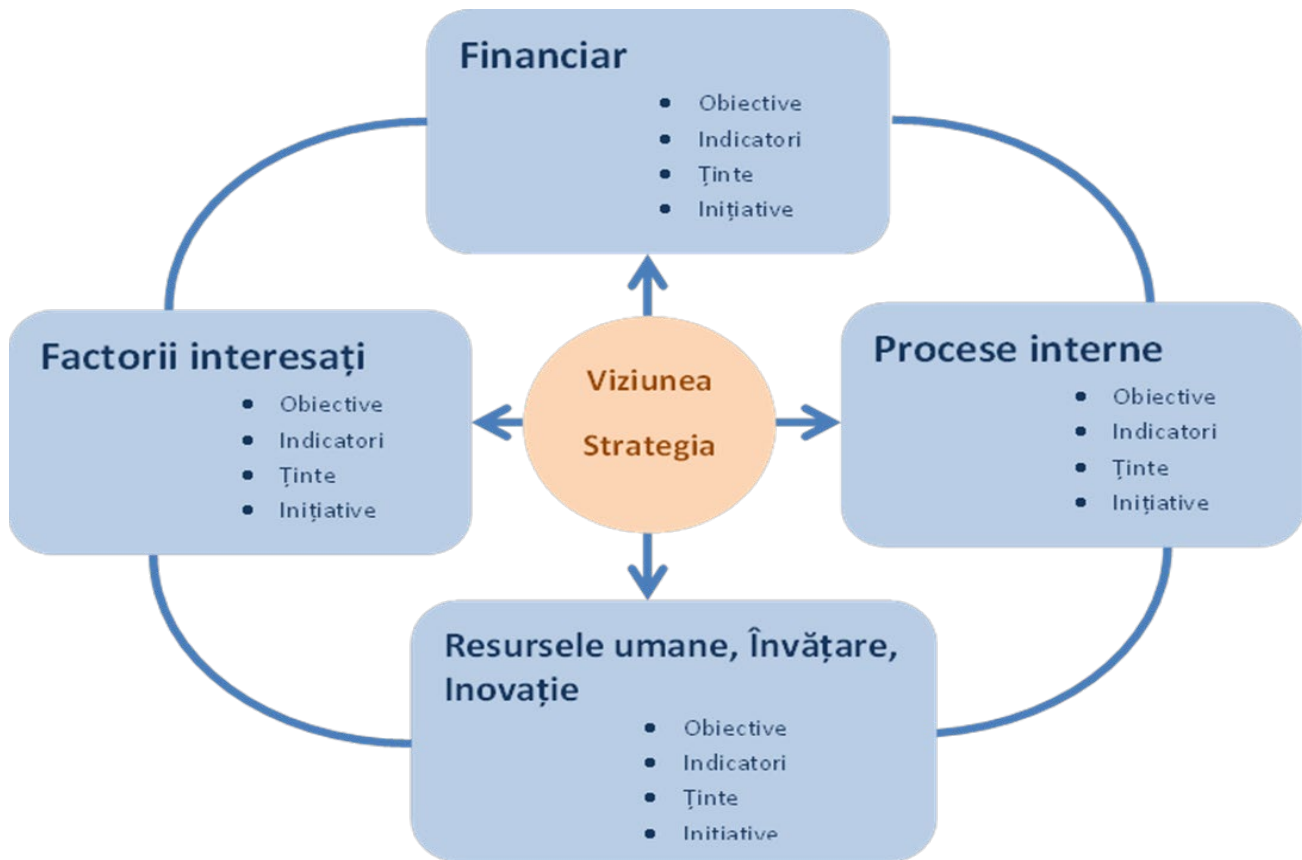 Financiar
• Obiective
• Indicatori
• Ținte
• Inițiative
Factorii interesați
• Obiective
• Indicatori
• Ținte
• Inițiative
Viziunea
Strategia
Procese interne
• Obiective
• Indicatori
• Ținte
• Inițiative
Resursele umane, Învățare,
Inovație
• Obiective
• Indicatori
• Ținte
• Initiative